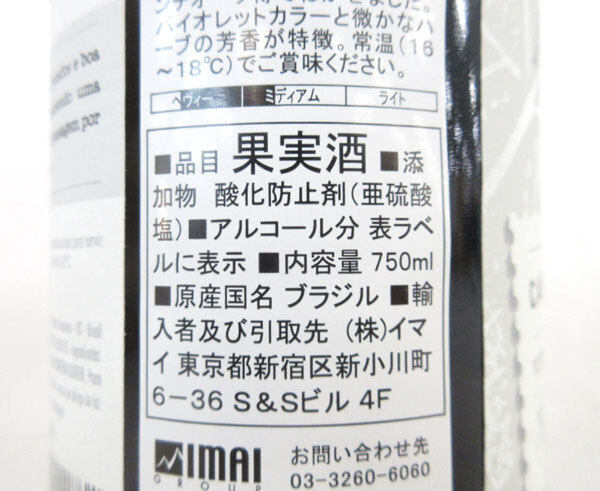 バイオレットカラーと微かなハ
ーブの芳香が特徴。常温(16
～18℃)でご賞味ください。
ヘヴィー ミディアム ライト
■品目 果実酒 ■添
加物 酸化防止剤(亜硫酸
塩)■アルコール分 表ラベ
ルに表示 ■内容量 750ml
■原産国名 ブラジル ■輸
入者及び引取先 (株)イマ
イ 東京都新宿区新小川町
6-36 S&Sビル 4F
IMAI
GROUP
お問い合わせ先
03-3260-6060
e boa
uma
por